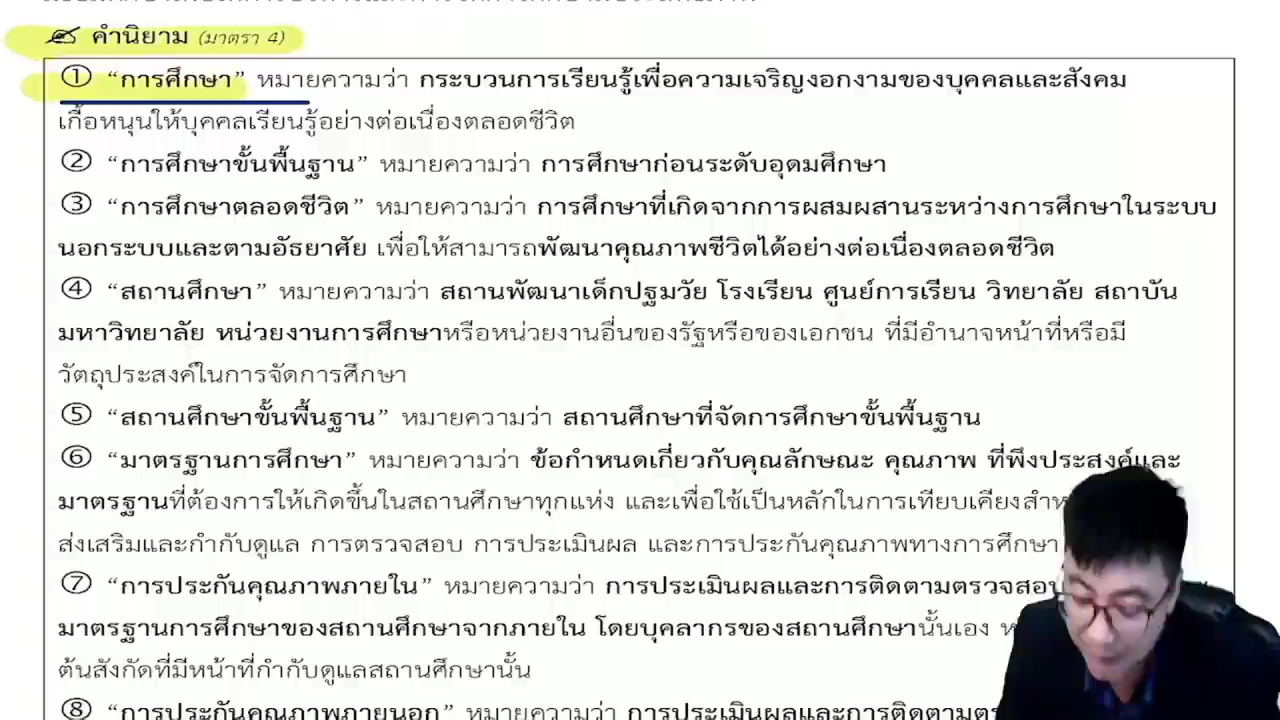 คำนิยาม (มาตรา 4)
① “การศึกษา” หมายความว่า กระบวนการเรียนรู้เพื่อความเจริญงอกงามของบุคคลและสังคม
เกื้อหนุนให้บุคคลเรียนรู้อย่างต่อเนื่องตลอดชีวิต
② “การศึกษาขั้นพื้นฐาน” หมายความว่า การศึกษาก่อนระดับอุดมศึกษา
③ “การศึกษาตลอดชีวิต” หมายความว่า การศึกษาที่เกิดจากการผสมผสานระหว่างการศึกษาในระบบ
นอกระบบและตามอัธยาศัย เพื่อให้สามารถพัฒนาคุณภาพชีวิตได้อย่างต่อเนื่องตลอดชีวิต
④ “สถานศึกษา” หมายความว่า สถานพัฒนาเด็กปฐมวัย โรงเรียน ศูนย์การเรียน วิทยาลัย สถาบัน
มหาวิทยาลัย หน่วยงานการศึกษาหรือหน่วยงานอื่นของรัฐหรือของเอกชน ที่มีอำนาจหน้าที่หรือมี
วัตถุประสงค์ในการจัดการศึกษา
⑤ “สถานศึกษาขั้นพื้นฐาน” หมายความว่า สถานศึกษาที่จัดการศึกษาขั้นพื้นฐาน
⑥ “มาตรฐานการศึกษา” หมายความว่า ข้อกำหนดเกี่ยวกับคุณลักษณะ คุณภาพ ที่พึงประสงค์และ
มาตรฐานที่ต้องการให้เกิดขึ้นในสถานศึกษาทุกแห่ง และเพื่อใช้เป็นหลักในการเทียบเคียง
ส่งเสริมและกำกับดูแล การตรวจสอบ การประเมินผล และการประกันคุณภาพทางการศึกษา
⑦ “การประกันคุณภาพภายใน” หมายความว่า การประเมินผลและการติดตามตรวจสอบ
มาตรฐานการศึกษาของสถานศึกษาจากภายใน โดยบุคลากรของสถานศึกษานั้นเอง
ต้นสังกัดที่มีหน้าที่กำกับดูแลสถานศึกษานั้น
⑧ “การประกันคุณภาพภายนอก” หมายความว่า การประเมินผลและการติดตาม